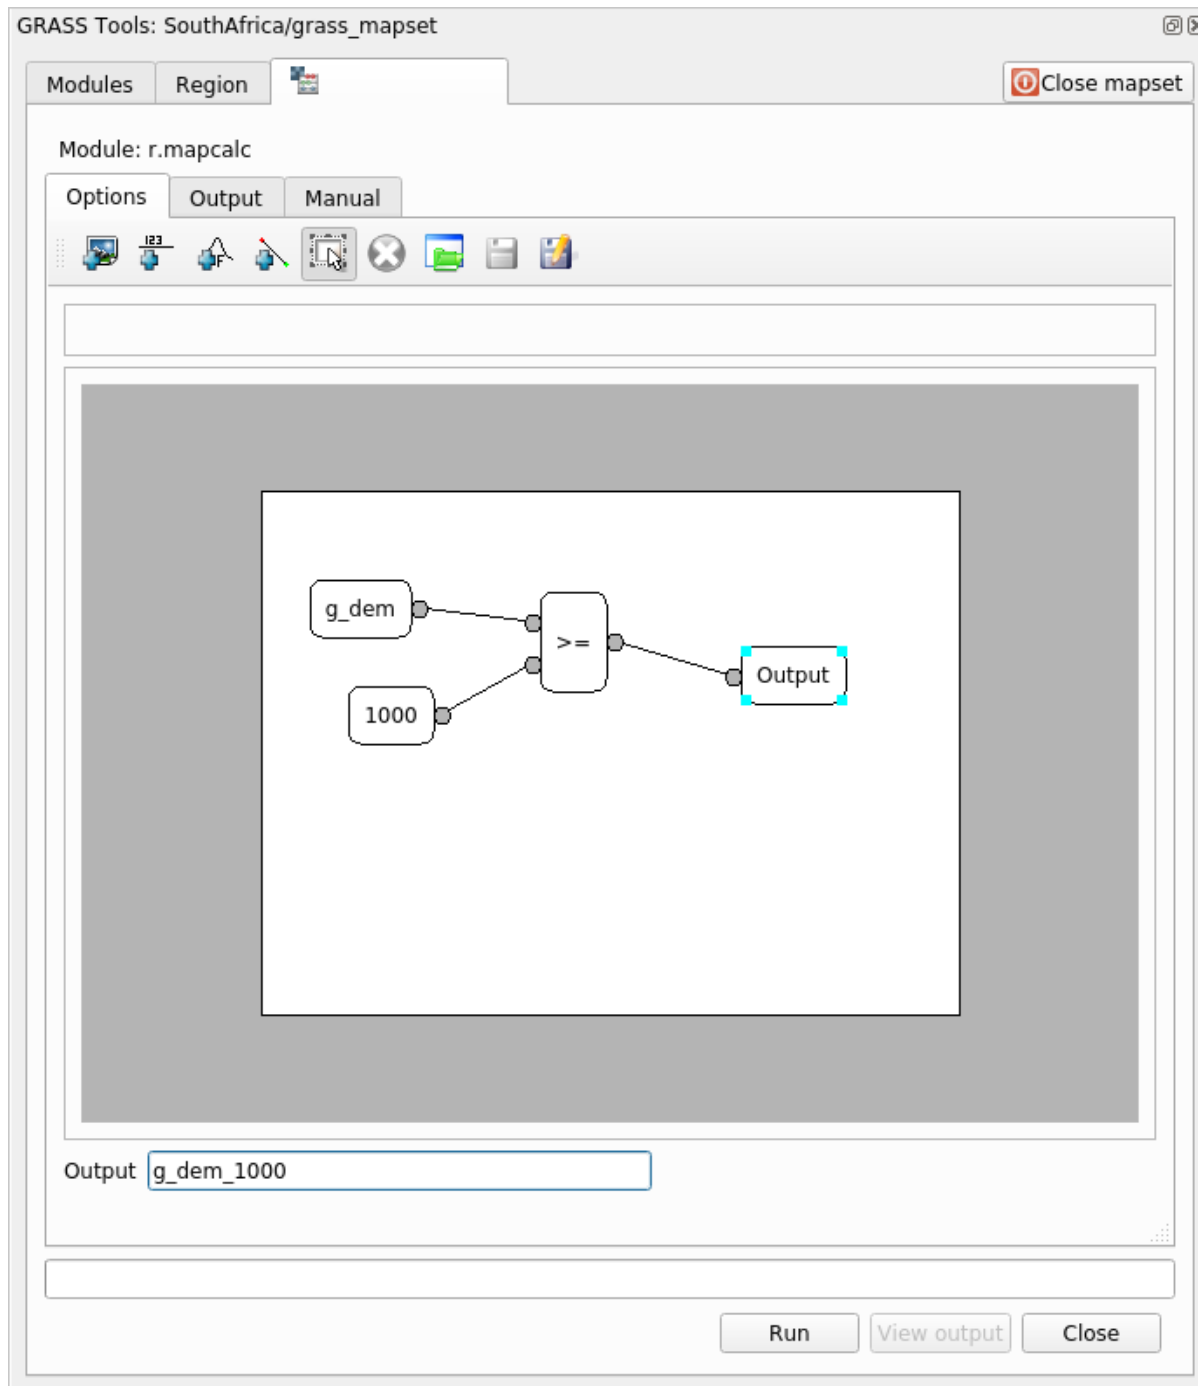 GRASS Tools: SouthAfrica/grass_mapset
Modules Region Close mapset
Module: r.mapcalc
Options Output Manual
123
F
g_dem
>=
1000
Output
Output g_dem_1000
Run View output Close